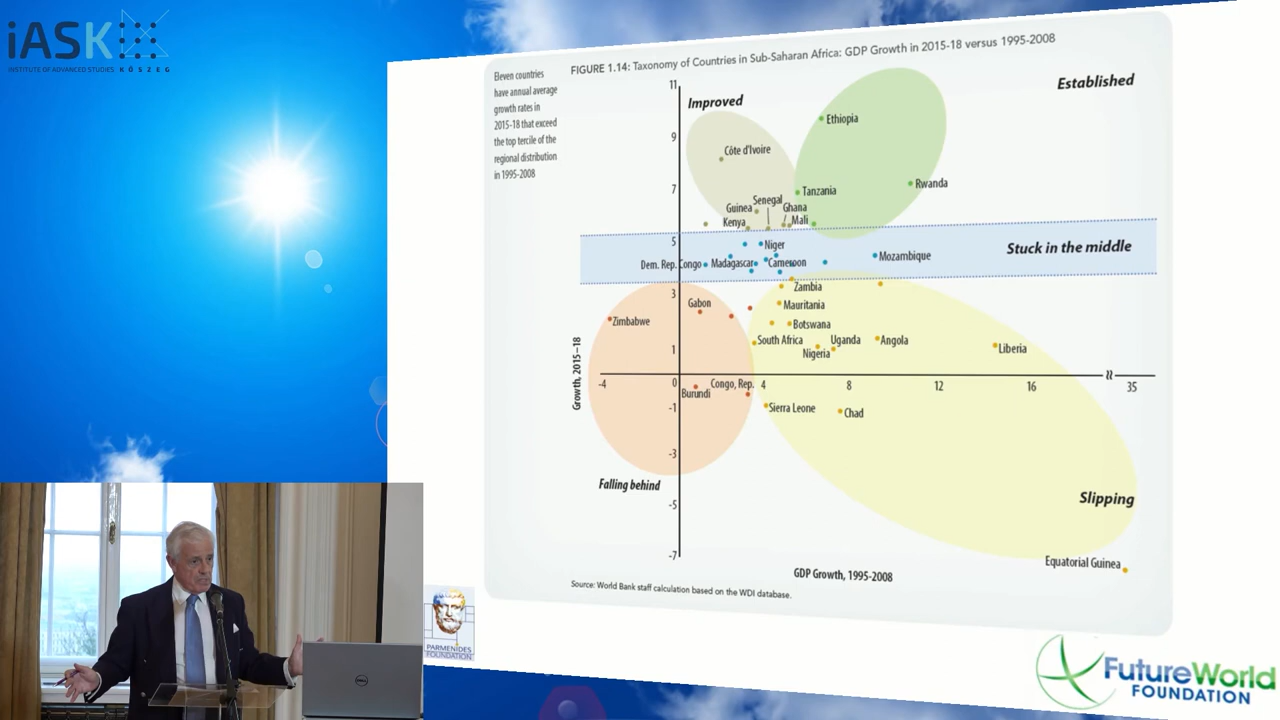 iASK
INSTITUTE OF ADVANCED STUDIES KŐSZEG
Eleven countries
have annual average
growth rates in
2015-18 that exceed
the top tercile of the
regional distribution
in 1995-2008
FIGURE 1.14: Taxonomy of Countries in Sub-Saharan Africa: GDP Growth in 2015-18 versus 1995-2008
11
Improved
Established
Ethiopia
9
Côte d'Ivoire
7
Tanzania
Rwanda
Senegal
Guinea
Ghana
Kenya
Mali
5
Niger
Stuck in the middle
Dem. Rep. Congo
Madagascar
Cameroon
Mozambique
3
Zambia
Gabon
Mauritania
Zimbabwe
Botswana
1
South Africa
Nigeria
Uganda
Angola
Liberia
Growth, 2015-18
-4
0
4
8
12
16
35
Congo, Rep.
Burundi
-1
Sierra Leone
Chad
-3
Falling behind
-5
Slipping
-7
Equatorial Guinea
GDP Growth, 1995-2008
Source: World Bank staff calculation based on the WDI database.
PARMENIDES
FOUNDATION
FutureWorld
FOUNDATION
DELL